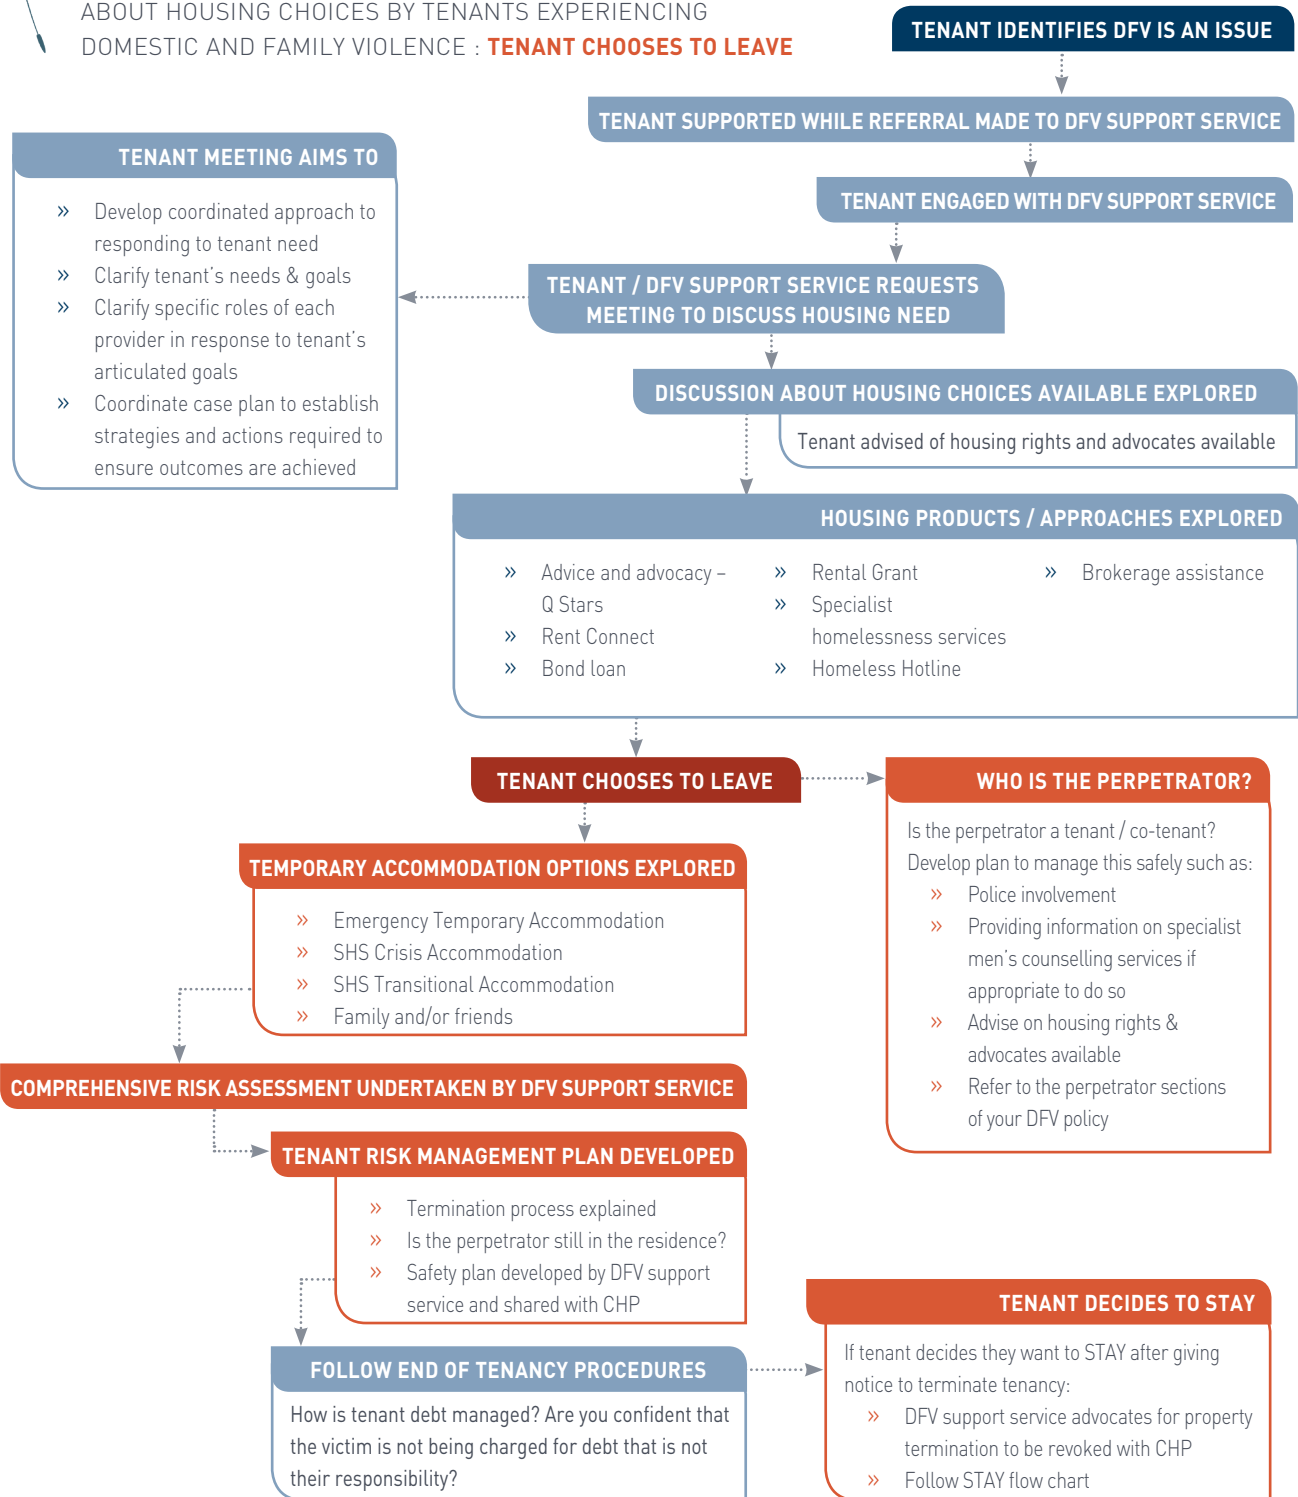 ABOUT HOUSING CHOICES BY TENANTS EXPERIENCING
DOMESTIC AND FAMILY VIOLENCE : TENANT CHOOSES TO LEAVE
TENANT IDENTIFIES DFV IS AN ISSUE
TENANT SUPPORTED WHILE REFERRAL MADE TO DFV SUPPORT SERVICE
TENANT ENGAGED WITH DFV SUPPORT SERVICE
TENANT / DFV SUPPORT SERVICE REQUESTS
MEETING TO DISCUSS HOUSING NEED
TENANT MEETING AIMS TO
» Develop coordinated approach to
responding to tenant need
» Clarify tenant's needs & goals
» Clarify specific roles of each
provider in response to tenant's
articulated goals
» Coordinate case plan to establish
strategies and actions required to
ensure outcomes are achieved
DISCUSSION ABOUT HOUSING CHOICES AVAILABLE EXPLORED
Tenant advised of housing rights and advocates available
HOUSING PRODUCTS / APPROACHES EXPLORED
» Advice and advocacy –
Q Stars
» Rent Connect
» Bond loan
» Rental Grant
» Specialist
homelessness services
» Homeless Hotline
» Brokerage assistance
TENANT CHOOSES TO LEAVE
WHO IS THE PERPETRATOR?
Is the perpetrator a tenant / co-tenant?
Develop plan to manage this safely such as:
» Police involvement
» Providing information on specialist
men's counselling services if
appropriate to do so
» Advise on housing rights &
advocates available
» Refer to the perpetrator sections
of your DFV policy
TEMPORARY ACCOMMODATION OPTIONS EXPLORED
» Emergency Temporary Accommodation
» SHS Crisis Accommodation
» SHS Transitional Accommodation
» Family and/or friends
COMPREHENSIVE RISK ASSESSMENT UNDERTAKEN BY DFV SUPPORT SERVICE
TENANT RISK MANAGEMENT PLAN DEVELOPED
» Termination process explained
» Is the perpetrator still in the residence?
» Safety plan developed by DFV support
service and shared with CHP
FOLLOW END OF TENANCY PROCEDURES
How is tenant debt managed? Are you confident that
the victim is not being charged for debt that is not
their responsibility?
TENANT DECIDES TO STAY
If tenant decides they want to STAY after giving
notice to terminate tenancy:
» DFV support service advocates for property
termination to be revoked with CHP
» Follow STAY flow chart